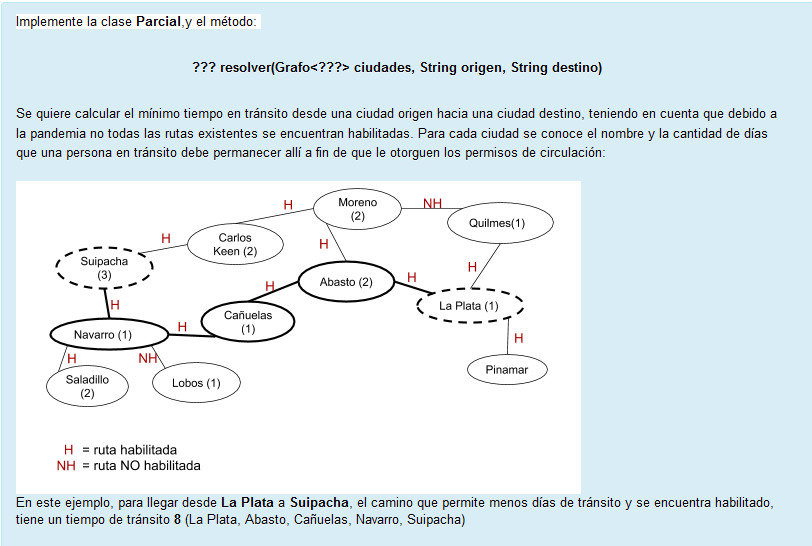 Implemente la clase Parcial,y el método:
??? resolver(Grafo<???> ciudades, String origen, String destino)
Se quiere calcular el mínimo tiempo en tránsito desde una ciudad origen hacia una ciudad destino, teniendo en cuenta que debido a
la pandemia no todas las rutas existentes se encuentran habilitadas. Para cada ciudad se conoce el nombre y la cantidad de días
que una persona en tránsito debe permanecer allí a fin de que le otorguen los permisos de circulación:
Moreno
(2)
NH
H
Quilmes(1)
Carlos
Keen (2)
H
H
Suipacha
(3)
H
Abasto (2)
H
H
La Plata (1)
H
Cañuelas
(1)
H
Navarro (1)
H
H
NH
Pinamar
Saladillo
(2)
Lobos (1)
H = ruta habilitada
NH = ruta NO habilitada
En este ejemplo, para llegar desde La Plata a Suipacha, el camino que permite menos días de tránsito y se encuentra habilitado,
tiene un tiempo de tránsito 8 (La Plata, Abasto, Cañuelas, Navarro, Suipacha)